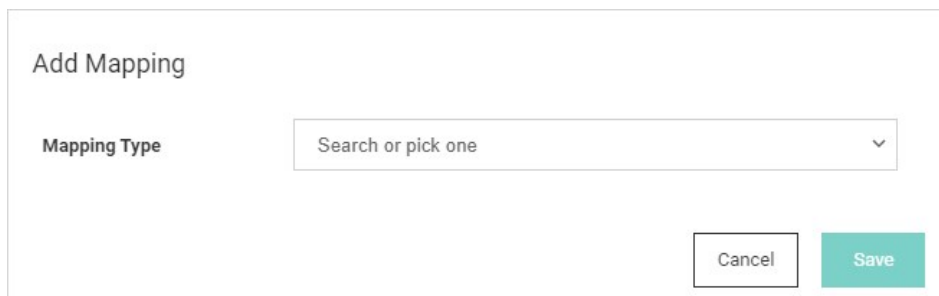 Add Mapping
Mapping Type
Search or pick one
Cancel
Save